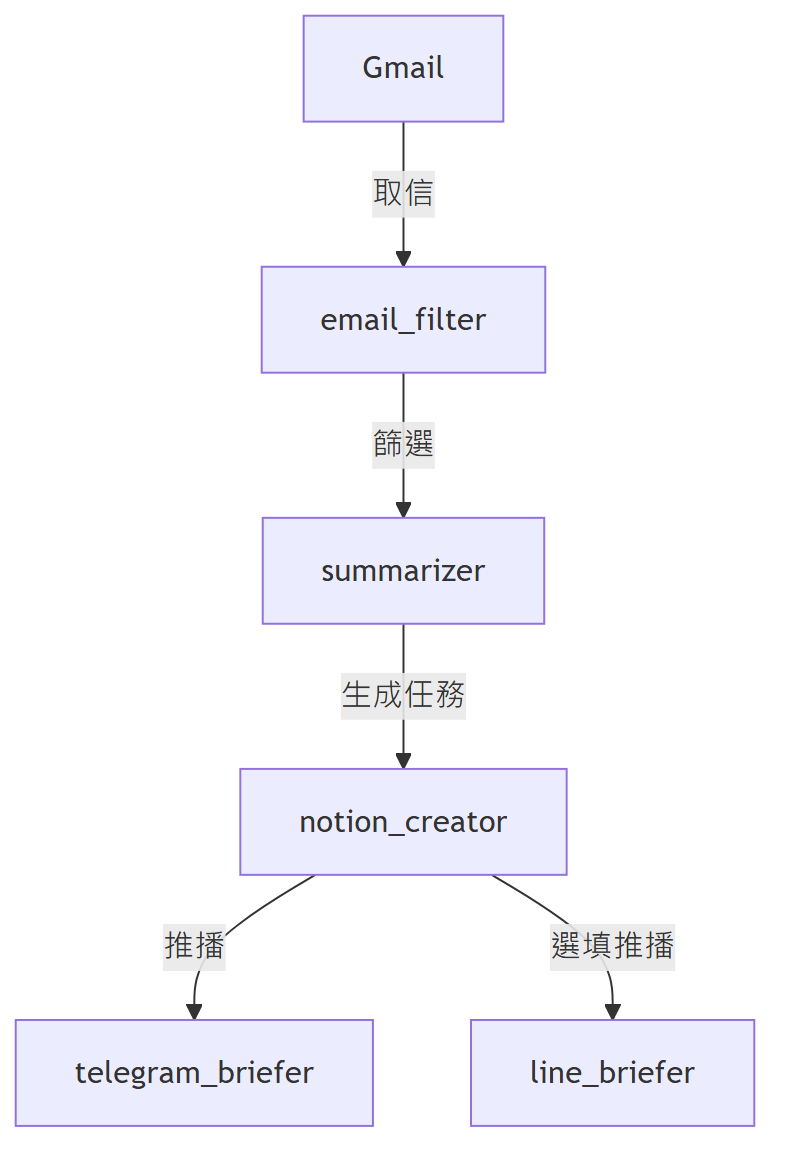 Gmail
取信
email_filter
篩選
summarizer
生成任務
notion_creator
推播
選填推播
telegram_briefer
line_briefer